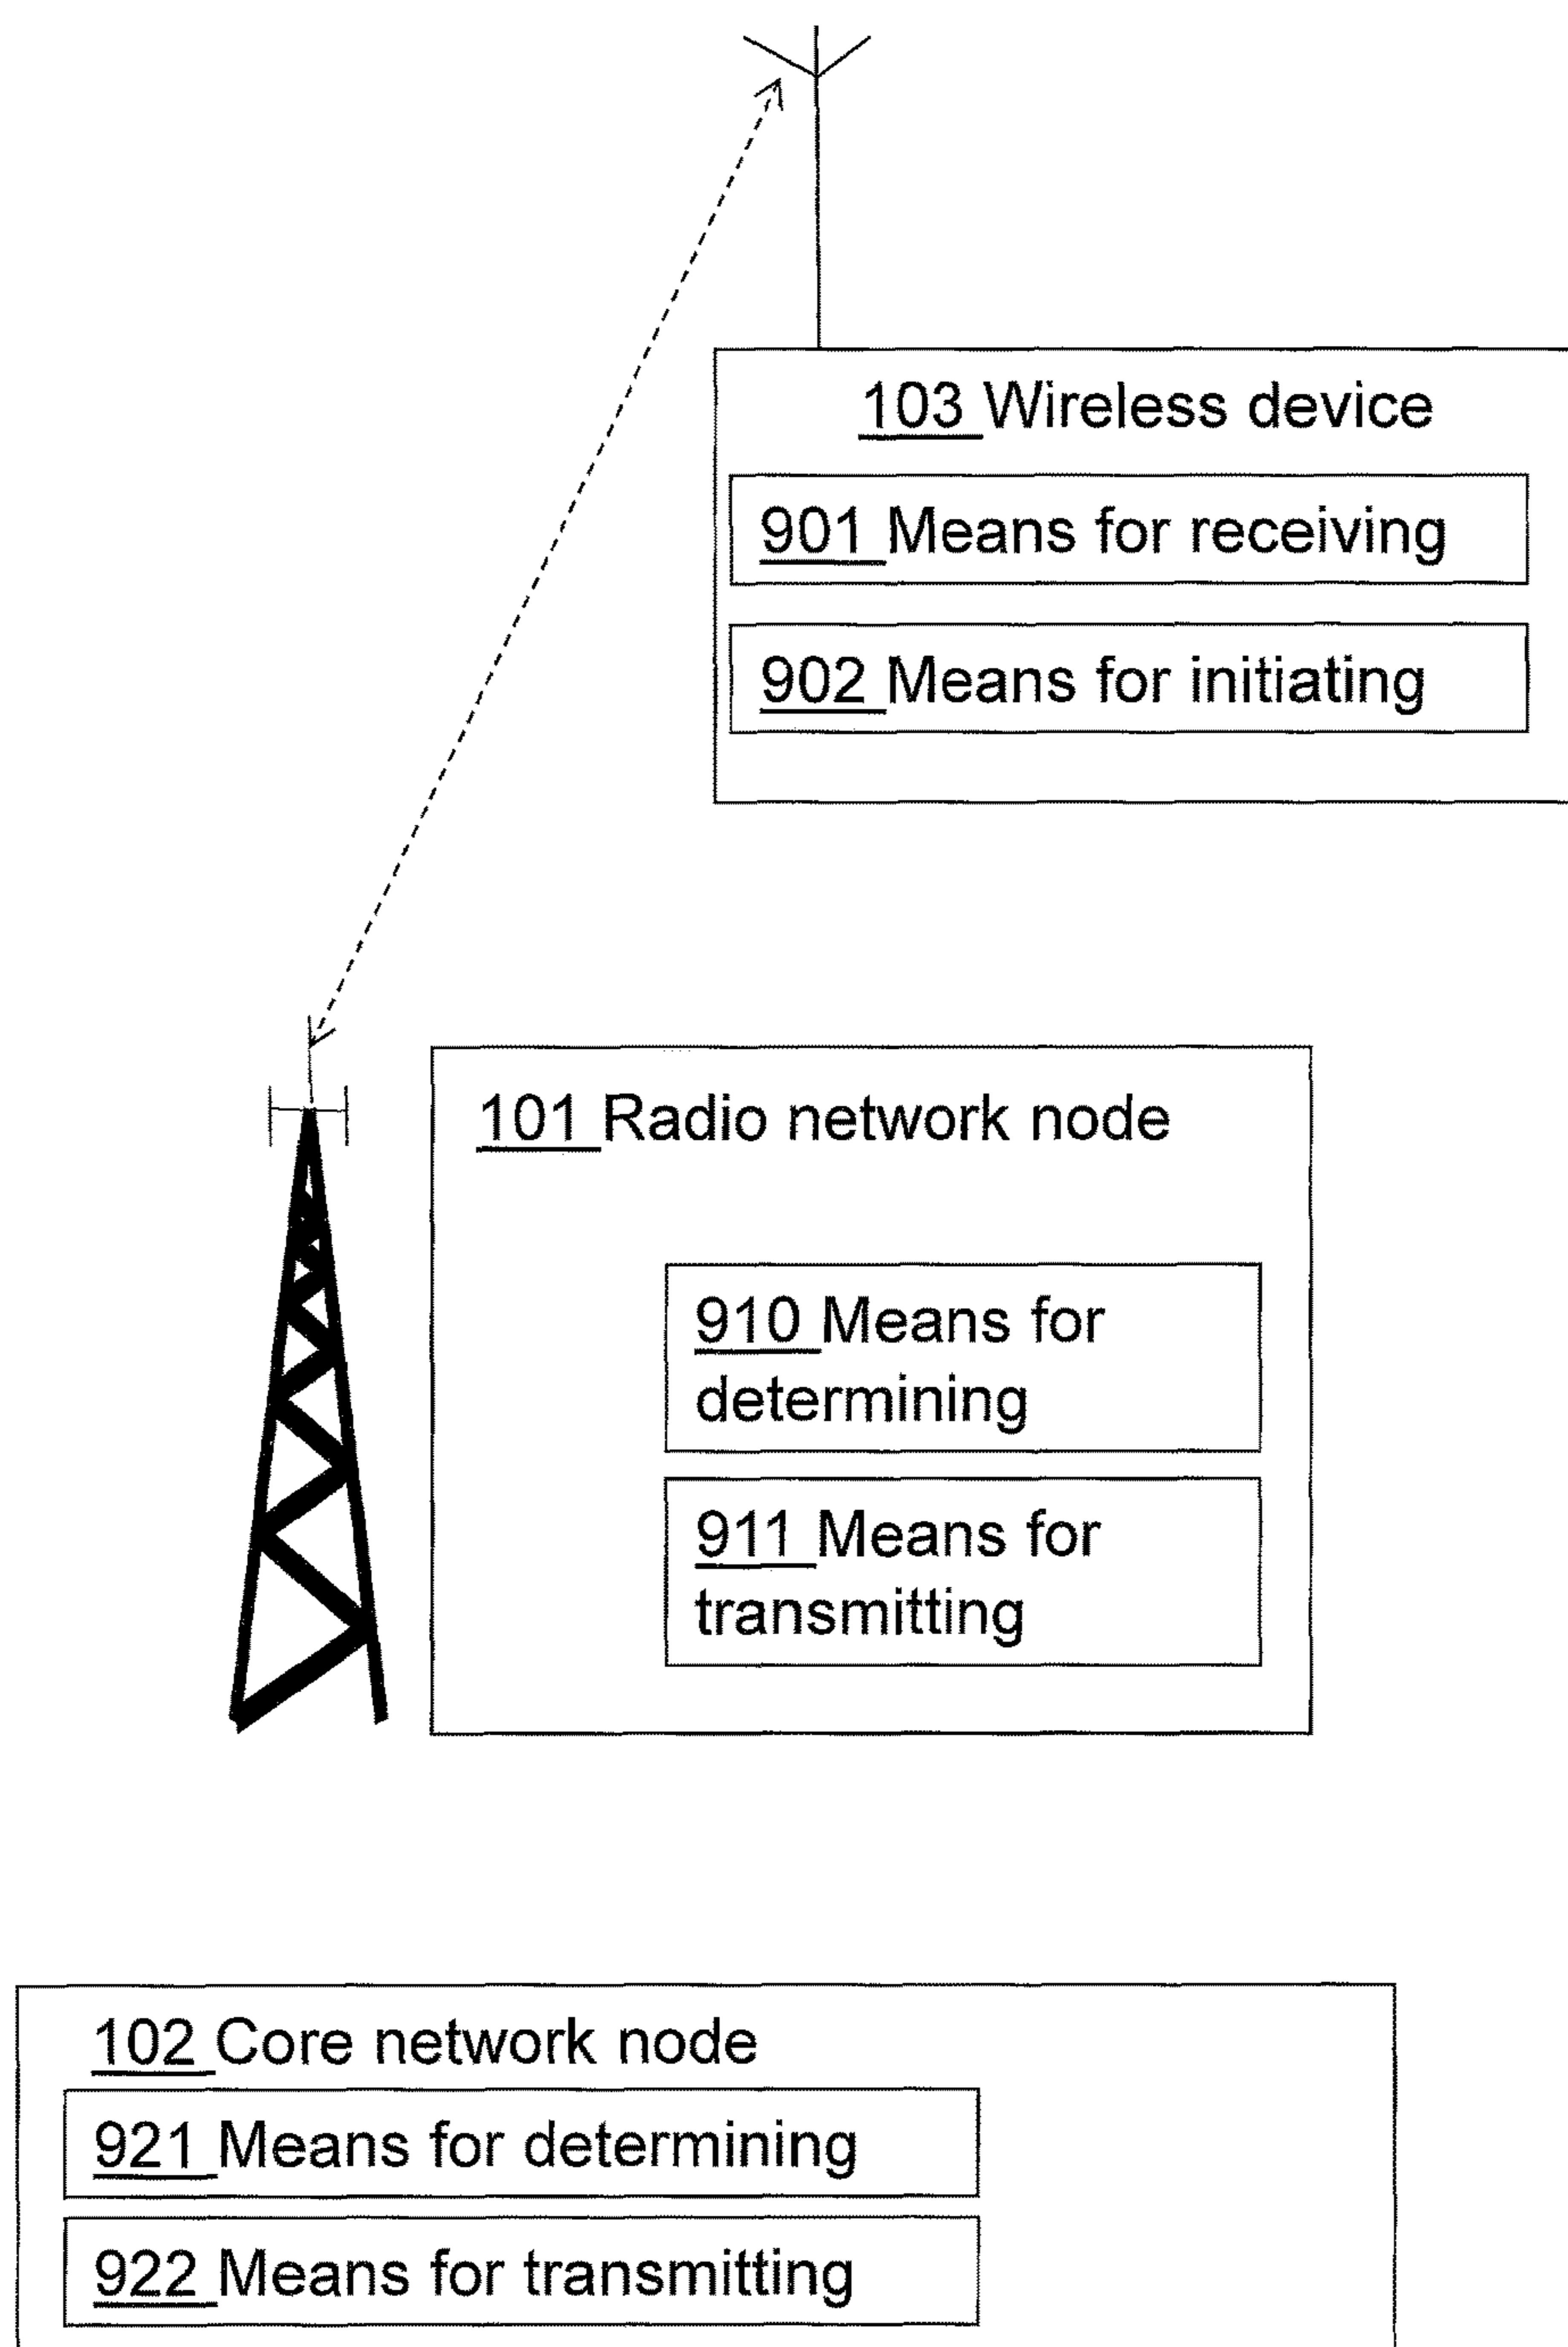 103 Wireless device
901 Means for receiving
902 Means for initiating
101 Radio network node
910 Means for
determining
911 Means for
transmitting
102 Core network node
921 Means for determining
922 Means for transmitting